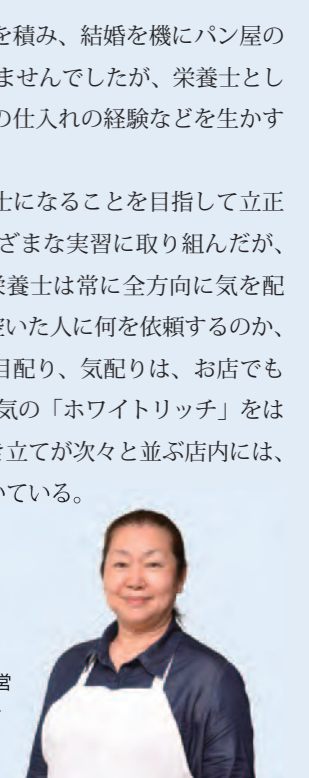 を積み、結婚を機にパン屋の
ませんでしたが、栄養士とし
の仕入れの経験などを生かす
士になることを目指して立正
ざまな実習に取り組んだが、
栄養士は常に全方向に気を配
空いた人に何を依頼するのか、
目配り、気配りは、お店でも
気の「ホワイトリッチ」をは
き立てが次々と並ぶ店内には、
いている。
営